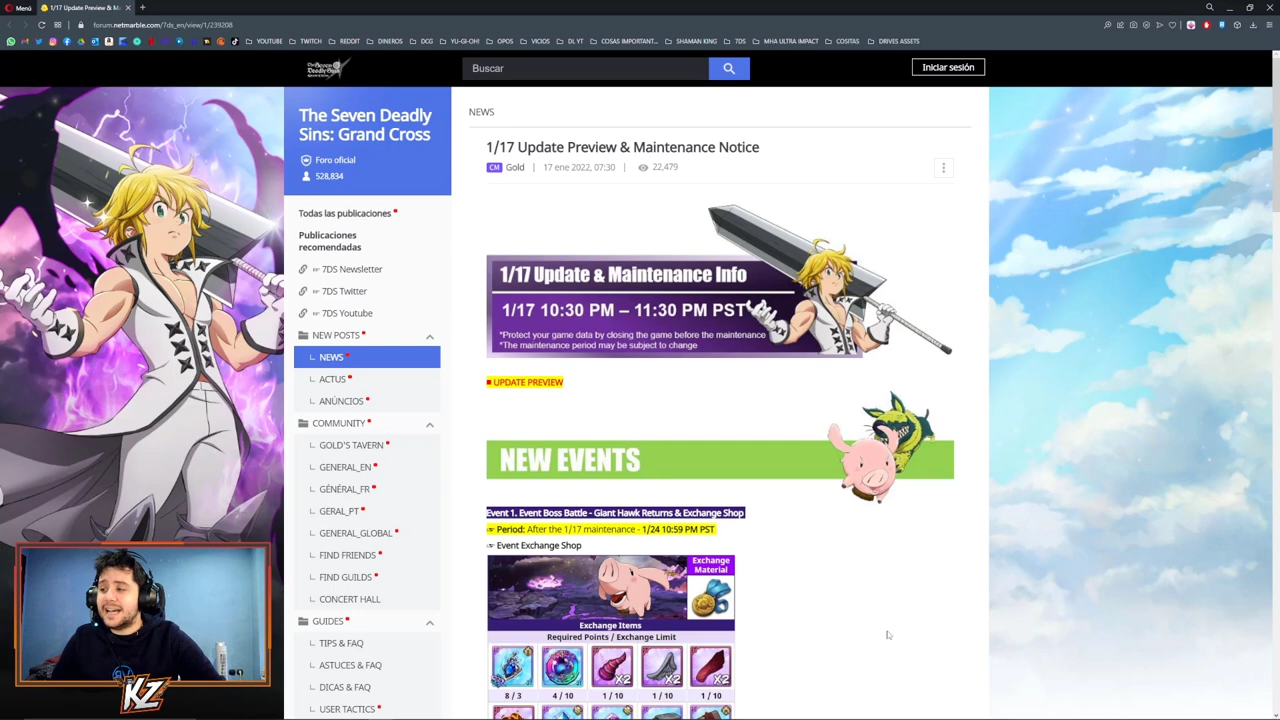 Menú
1/17 Update Preview & M
forum.netmarble.com/7ds_en/view/1/239208
YOUTUBE
TWITCH
REDDIT
DINEROS
DCG
YU-GI-OH!
OPOS
VICIOS
DL YT
COSAS IMPORTANT...
SHAMAN KING
7DS
MHA ULTRA IMPACT
COSITAS
DRIVES ASSETS
Buscar
Iniciar sesión
The Seven Deadly
Sins: Grand Cross
Foro oficial
528,834
Todas las publicaciones
Publicaciones
recomendadas
7DS Newsletter
7DS Twitter
7DS Youtube
NEW POSTS
NEWS
ACTUS
ANÚNCIOS
COMMUNITY
GOLD'S TAVERN
GENERAL_EN
GÉNÉRAL_FR
GERAL_PT
GENERAL_GLOBAL
FIND FRIENDS
FIND GUILDS
CONCERT HALL
GUIDES
TIPS & FAQ
ASTUCES & FAQ
DICAS & FAQ
USER TACTICS
KZ
NEWS
1/17 Update Preview & Maintenance Notice
CM Gold | 17 ene 2022, 07:30 | 22,479
1/17 Update & Maintenance Info
1/17 10:30 PM – 11:30 PM PST
*Protect your game data by closing the game before the maintenance
*The maintenance period may be subject to change
■ UPDATE PREVIEW
NEW EVENTS
Event 1. Event Boss Battle - Giant Hawk Returns & Exchange Shop
☞ Period: After the 1/17 maintenance - 1/24 10:59 PM PST
☞ Event Exchange Shop
Exchange
Material
Exchange Items
Required Points / Exchange Limit
X2 X2 X2
8 / 3 4 / 10 1 / 10 1 / 10 1 / 10